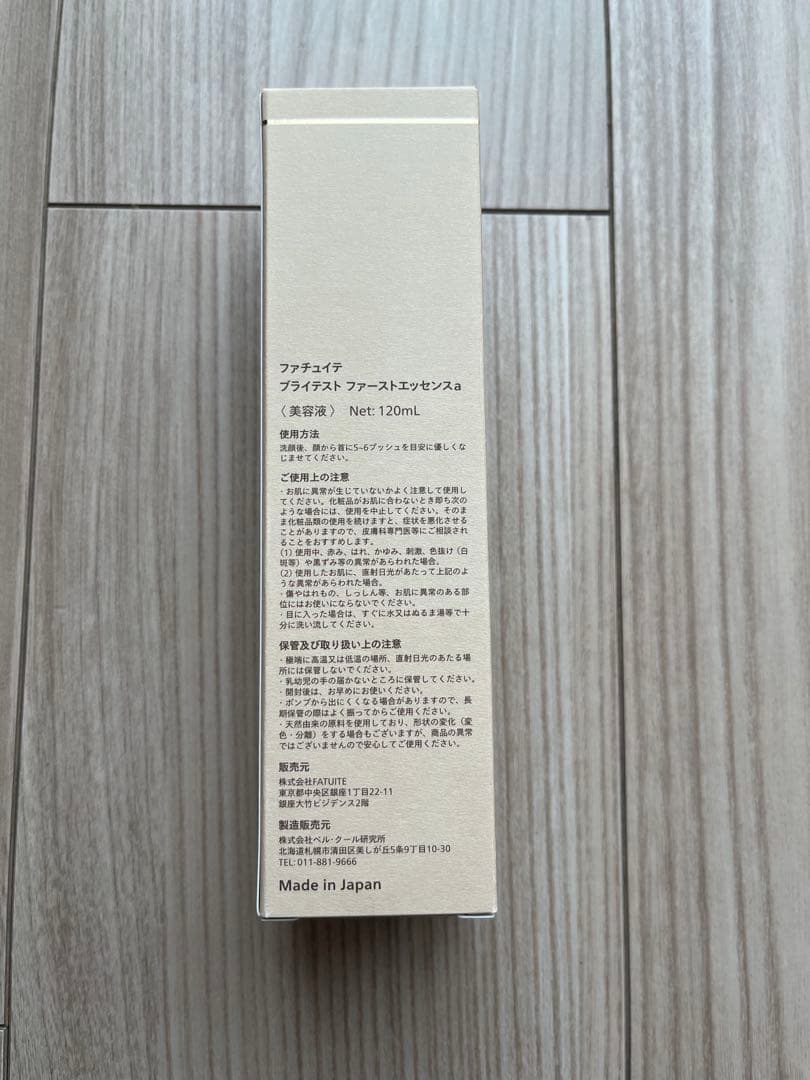 ファチュイテ
ブライテスト ファーストエッセンスa
〈美容液〉 Net: 120mL
使用方法
洗顔後、顔から首に5~6プッシュを目安に優しくな
じませてください。
ご使用上の注意
・お肌に異常が生じていないかよく注意して使用し
てください。化粧品がお肌に合わないとき即ち次の
ような場合には、使用を中止してください。そのま
ま化粧品類の使用を続けますと、症状を悪化させる
ことがありますので、皮膚科専門医等にご相談され
ることをおすすめします。
(1) 使用中、赤み、はれ、かゆみ、刺激、色抜け (白
斑等) や黒ずみ等の異常があらわれた場合。
(2) 使用したお肌に、直射日光があたって上記のよ
うな異常があらわれた場合。
・傷やはれもの、しっしん等、お肌に異常のある部
位にはお使いにならないでください。
・目に入った場合は、すぐに水又はぬるま湯等で十
分に洗い流してください。
保管及び取り扱い上の注意
・極端に高温又は低温の場所、直射日光のあたる場
所には保管しないでください。
・乳幼児の手の届かないところに保管してください。
・開封後は、お早めにお使いください。
・ポンプから出にくくなる場合がありますので、長
期保管の際はよく振ってからご使用ください。
・天然由来の原料を使用しており、形状の変化 (変
色・分離) をする場合もございますが、商品の異常
ではございませんので安心してご使用ください。
販売元
株式会社FATUITE
東京都中央区銀座1丁目22-11
銀座大竹ビジデンス2階
製造販売元
株式会社ベル・クール研究所
北海道札幌市清田区美しが丘5条9丁目10-30
TEL: 011-881-9666
Made in Japan